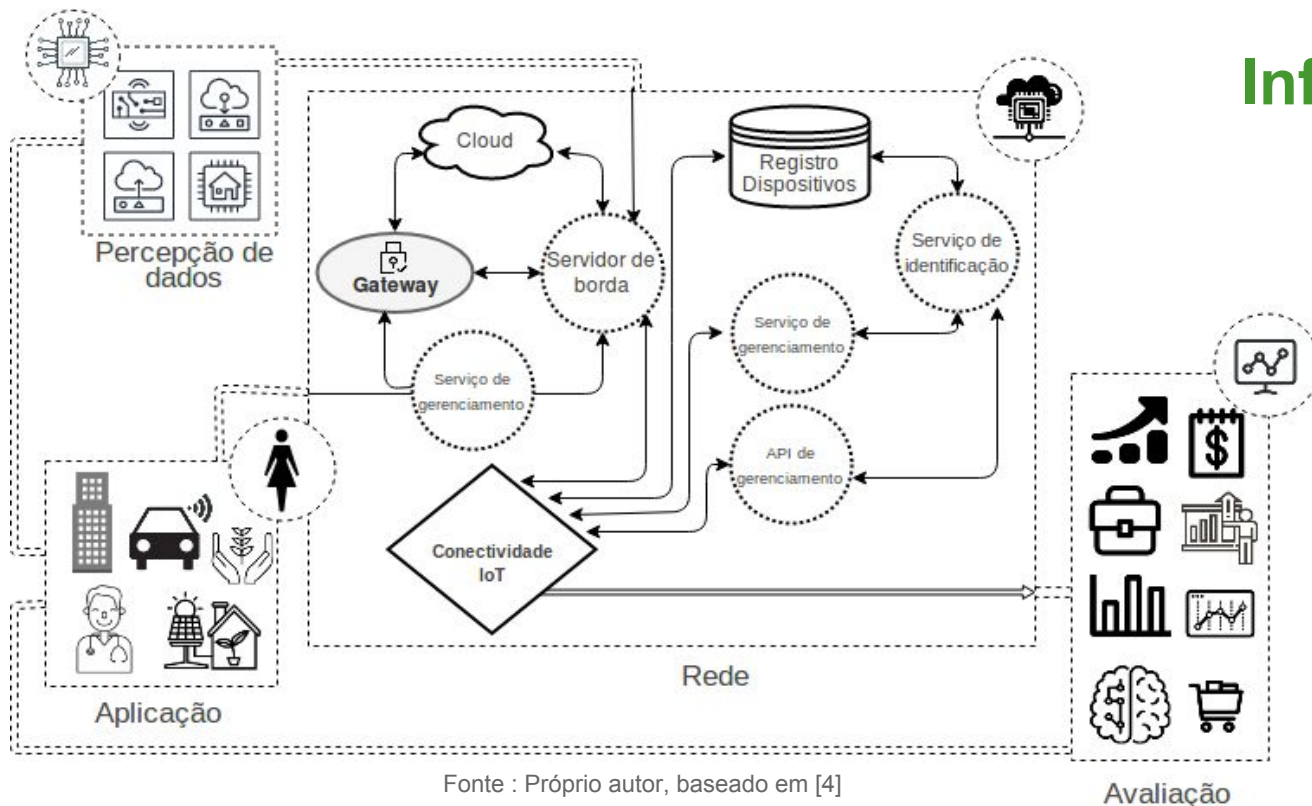 Inf
Cloud
Registro
Dispositivos
Percepção de
dados
Gateway
Servidor de
borda
Serviço de
identificação
Serviço de
gerenciamento
Serviço de
gerenciamento
API de
gerenciamento
Conectividade
IoT
Rede
Aplicação
Fonte : Próprio autor, baseado em [4]
Avaliação